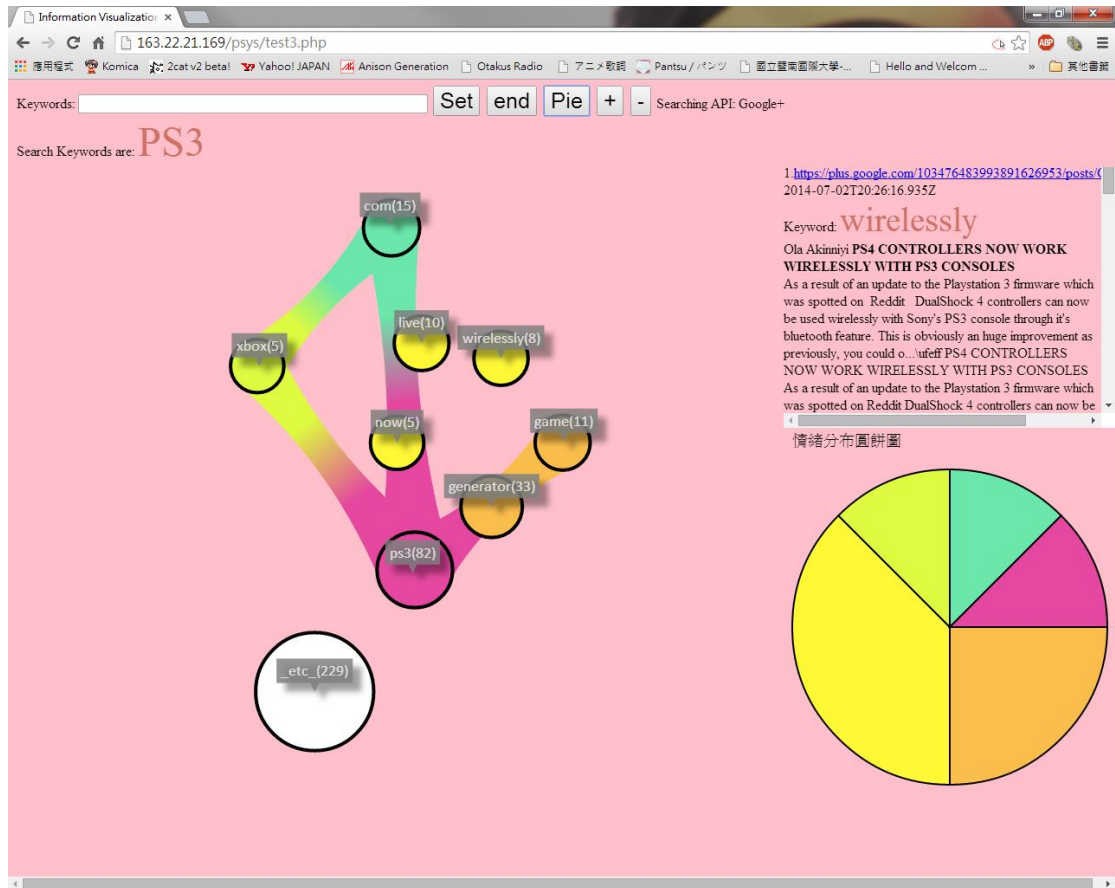 Information Visualization
163.22.21.169/psys/test3.php
ABP
應用程式 Komica 2cat v2 beta! Yahoo! JAPAN Anison Generation Otakus Radio アニメ歌詞 Pantsu / パンツ 國立暨南國際大學-... Hello and Welcom ... » 其他書籤
Keywords: Set end Pie + - Searching API: Google+
Search Keywords are: PS3
1.https://plus.google.com/103476483993891626953/posts/
2014-07-02T20:26:16.935Z
Keyword: wirelessly
Ola Akinniyi PS4 CONTROLLERS NOW WORK
WIRELESSLY WITH PS3 CONSOLES
As a result of an update to the Playstation 3 firmware which
was spotted on Reddit DualShock 4 controllers can now
be used wirelessly with Sony's PS3 console through it's
bluetooth feature. This is obviously an huge improvement as
previously, you could o...\ufeff PS4 CONTROLLERS
NOW WORK WIRELESSLY WITH PS3 CONSOLES
As a result of an update to the Playstation 3 firmware which
was spotted on Reddit DualShock 4 controllers can now be
情緒分布圓餅圖
com(15)
live(10)
wirelessly(8)
xbox(5)
now(5)
game(11)
generator(33)
ps3(82)
_etc_(229)